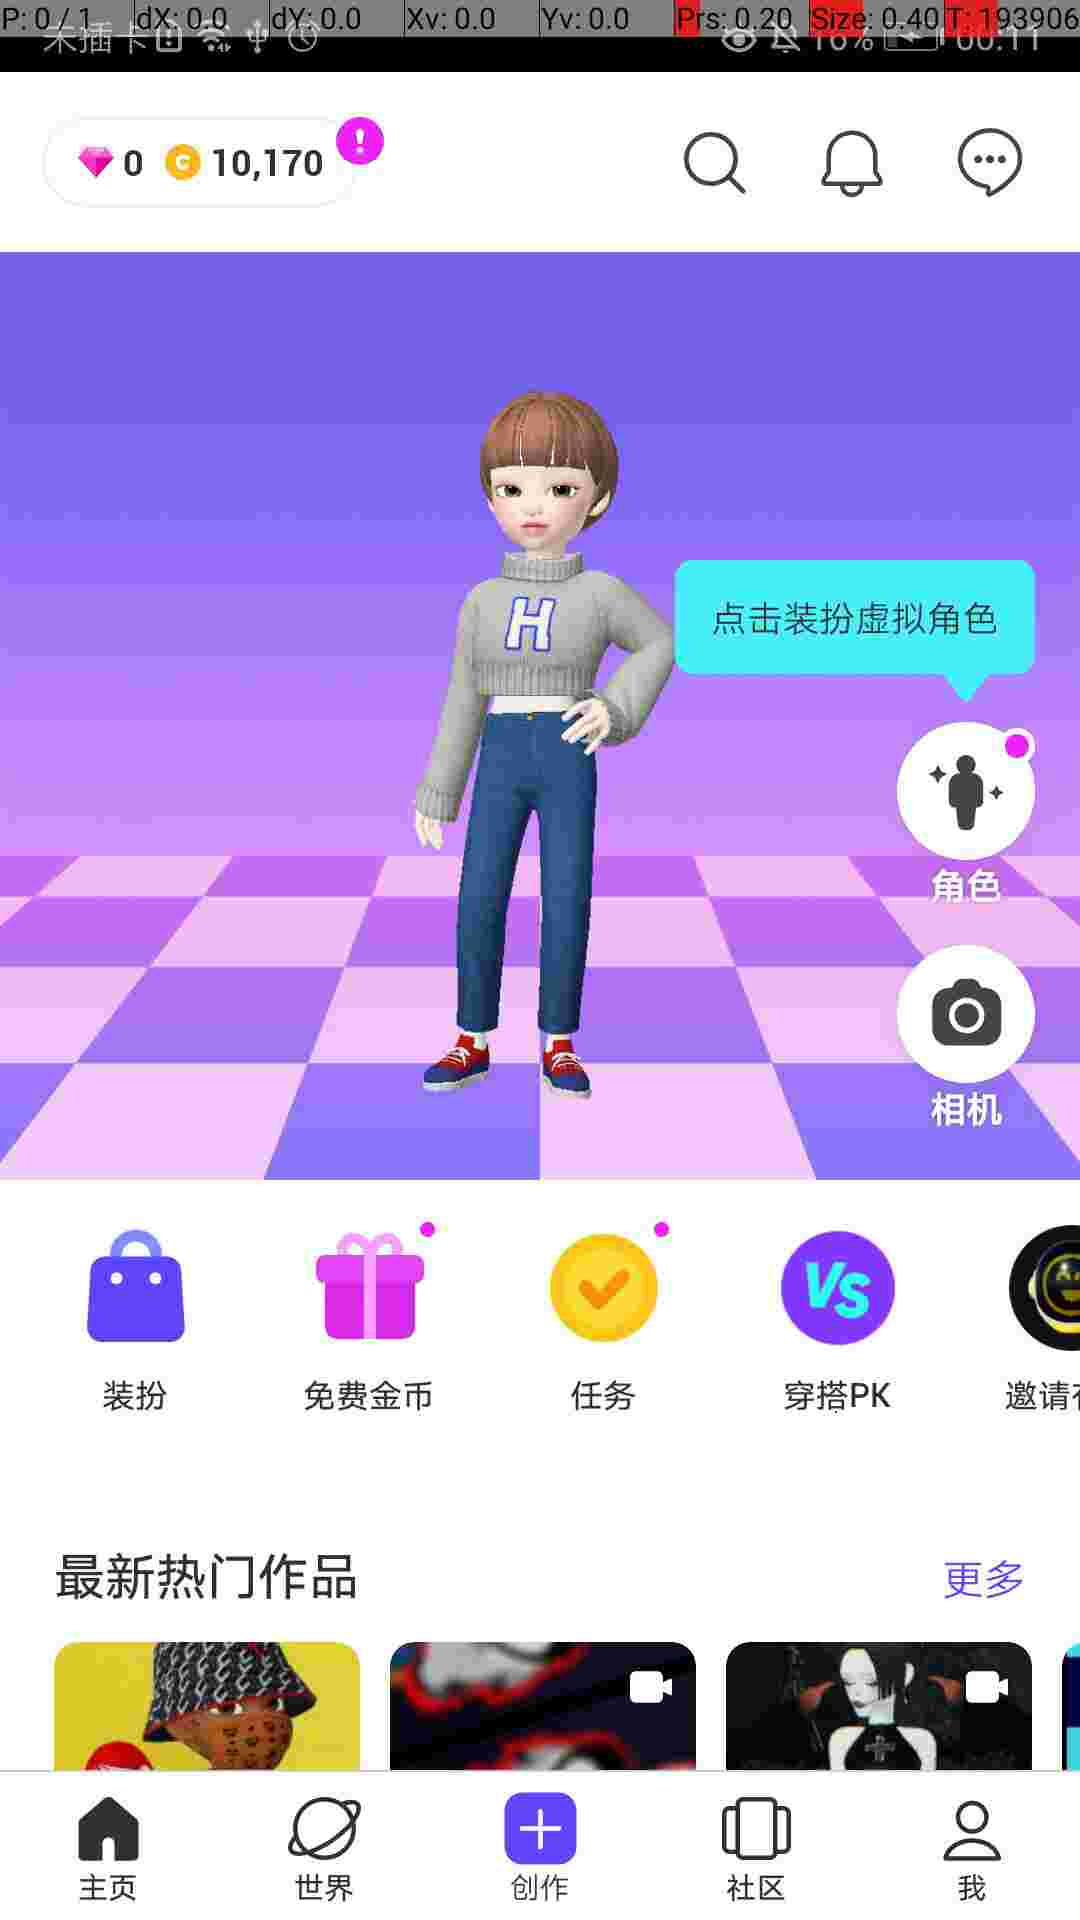 P: 0 / 1 dX: 0.0 dY: 0.0 Xv: 0.0 Yv: 0.0 Prs: 0.20 Size: 0.40 T: 193906
未插卡 16% 00:11
0 C 10,170 !
H
点击装扮虚拟角色
角色
相机
VS
装扮 免费金币 任务 穿搭PK 邀请
最新热门作品 更多
主页 世界 创作 社区 我